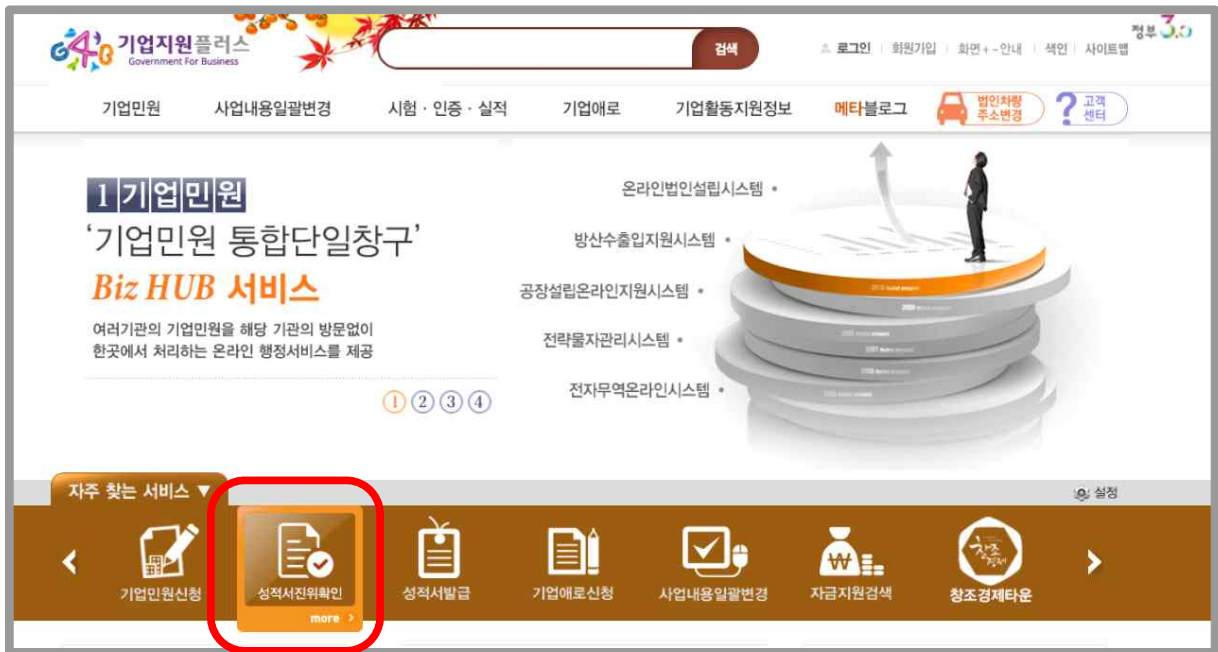 정부3.0
G4B 기업지원플러스
Government For Business
검색
로그인 | 회원가입 | 화면+-안내 | 색인 | 사이트맵
기업민원 사업내용일괄변경 시험·인증·실적 기업애로 기업활동지원정보 메타블로그 법인차량 주소변경 ? 고객센터
1 기업민원
'기업민원 통합단일창구'
Biz HUB 서비스
여러기관의 기업민원을 해당 기관의 방문없이
한곳에서 처리하는 온라인 행정서비스를 제공
1 2 3 4
온라인법인설립시스템 •
방산수출입지원시스템 •
공장설립온라인지원시스템 •
전략물자관리시스템 •
전자무역온라인시스템 •
자주 찾는 서비스 ▼
설정
기업민원신청
성적서진위확인
more >
성적서발급
기업애로신청
사업내용일괄변경
₩
자금지원검색
창조경제
창조경제타운